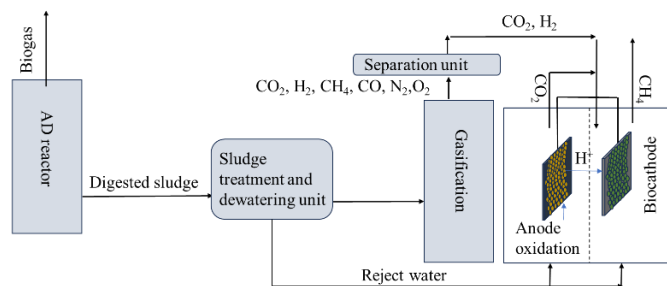 Biogas
AD reactor
Digested sludge
Sludge
treatment and
dewatering unit
CO₂, H₂, CH₄, CO, N₂,O₂
Separation unit
CO₂, H₂
Gasification
CO₂
CH₄
H⁺
Biocathode
Anode
oxidation
Reject water